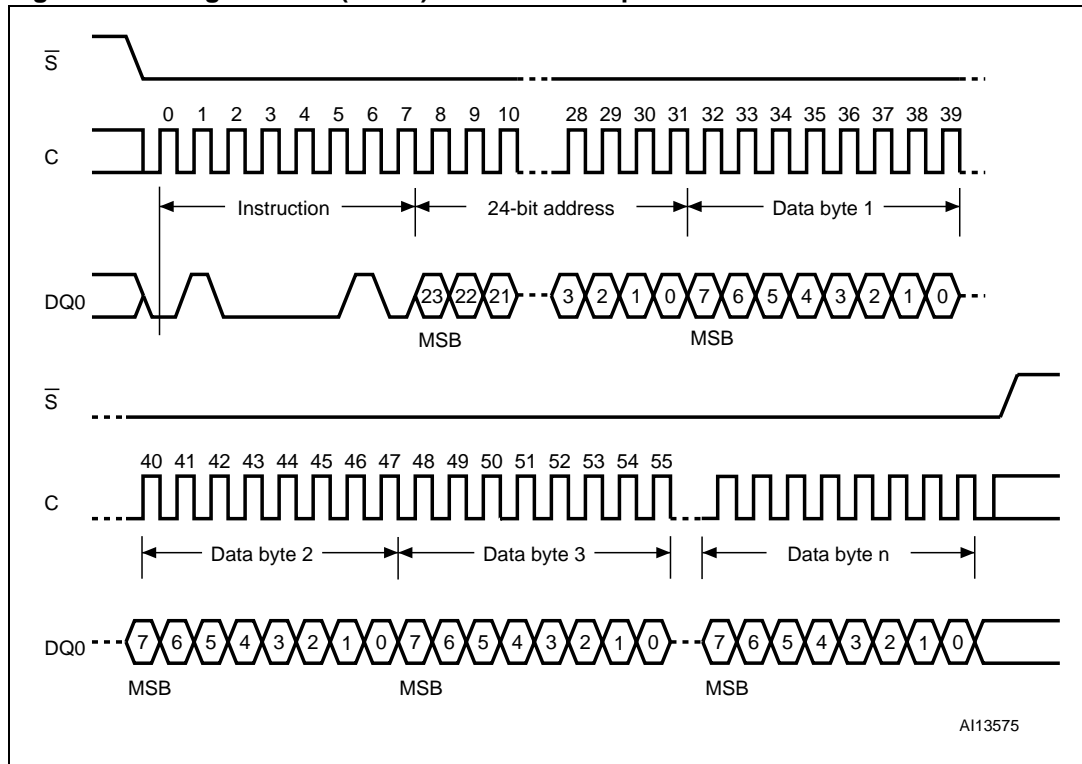 S
0 1 2 3 4 5 6 7 8 9 10 28 29 30 31 32 33 34 35 36 37 38 39
C
Instruction 24-bit address Data byte 1
DQ0 23 22 21 3 2 1 0 7 6 5 4 3 2 1 0
MSB MSB
S
40 41 42 43 44 45 46 47 48 49 50 51 52 53 54 55
C
Data byte 2 Data byte 3 Data byte n
DQ0 7 6 5 4 3 2 1 0 7 6 5 4 3 2 1 0 7 6 5 4 3 2 1 0
MSB MSB MSB
AI13575